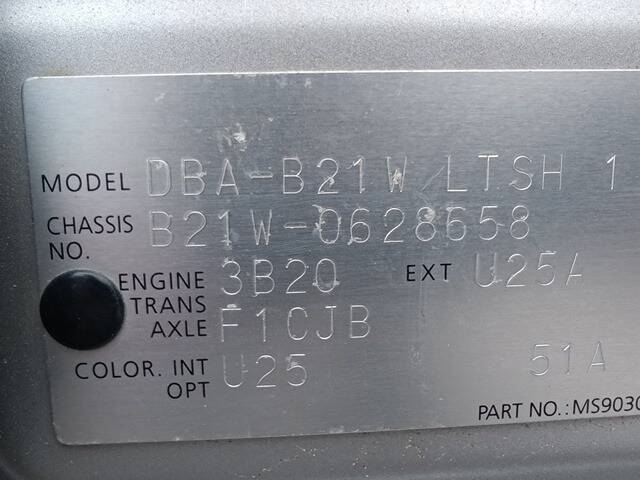 MODEL DBA-B21W LTSH 1
CHASSIS NO. B21W-0628658
ENGINE 3B20 EXT U25A
TRANS AXLE F1CJB
COLOR. INT U25 51A
OPT
PART NO.: MS9030